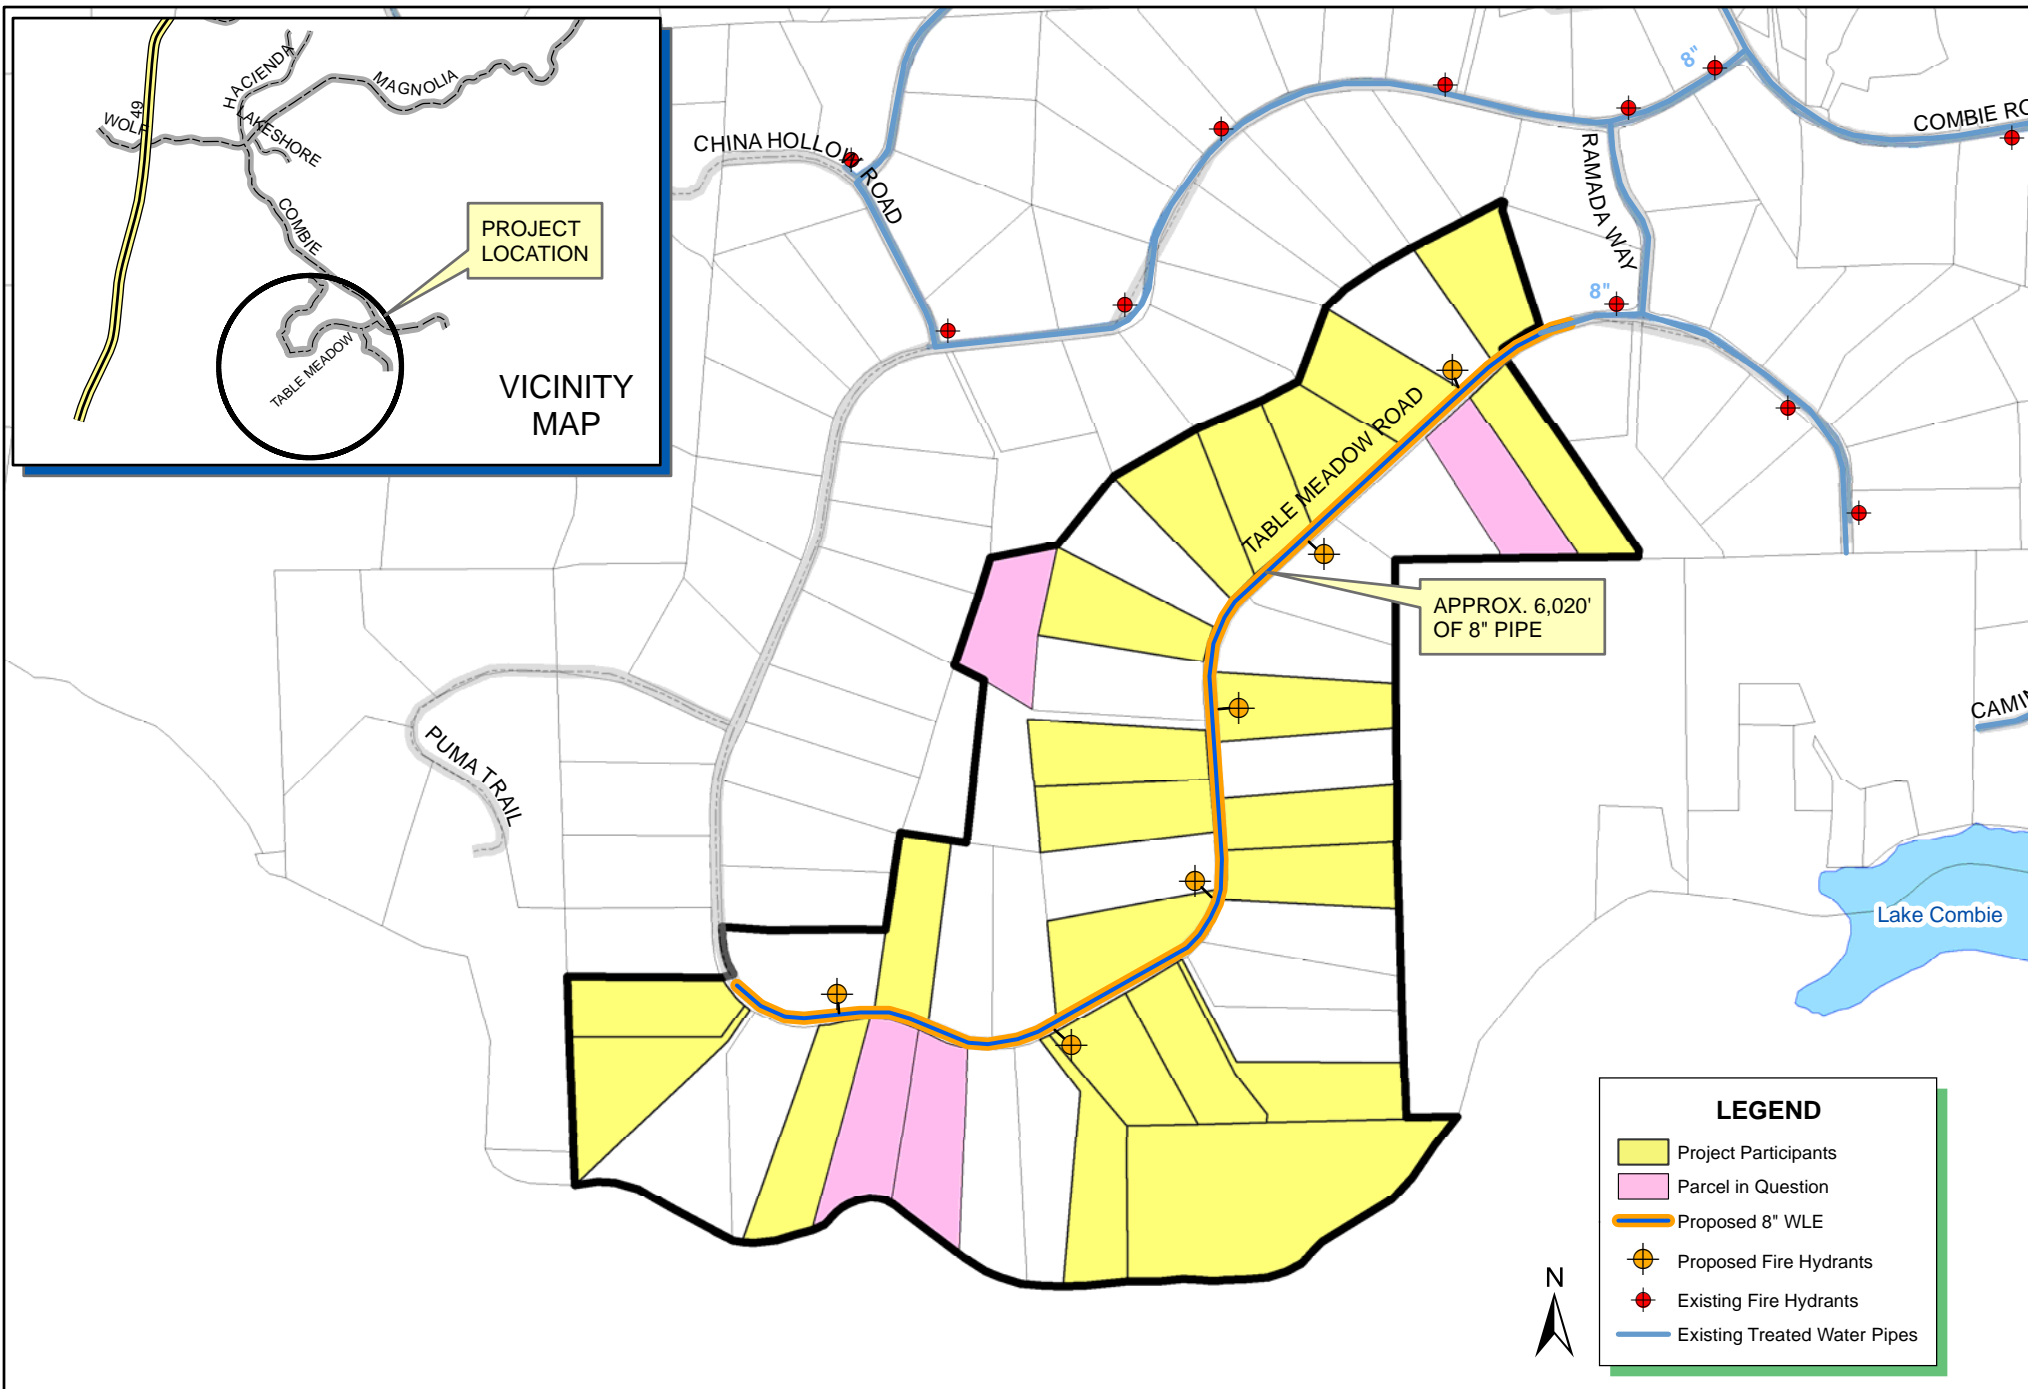 49
WOLF
HACIENDA
LAKESHORE
MAGNOLIA
COMBIE
PROJECT
LOCATION
TABLE MEADOW
VICINITY
MAP
CHINA HOLLOW ROAD
8"
COMBIE RO
RAMADA WAY
8"
TABLE MEADOW ROAD
APPROX. 6,020'
OF 8" PIPE
PUMA TRAIL
CAMIN
Lake Combie
LEGEND
Project Participants
Parcel in Question
Proposed 8" WLE
Proposed Fire Hydrants
Existing Fire Hydrants
Existing Treated Water Pipes
N